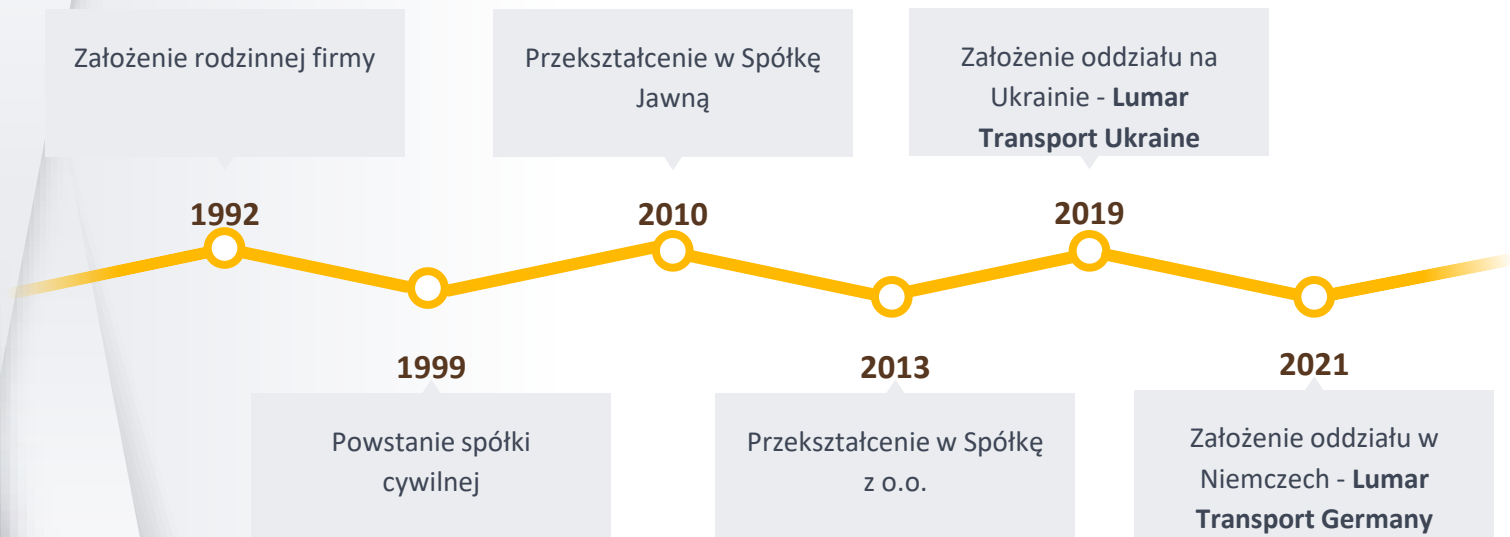 Założenie rodzinnej firmy
Przekształcenie w Spółkę
Jawną
Założenie oddziału na
Ukrainie - Lumar
Transport Ukraine
1992
2010
2019
1999
2013
2021
Powstanie spółki
cywilnej
Przekształcenie w Spółkę
z o.o.
Założenie oddziału w
Niemczech - Lumar
Transport Germany